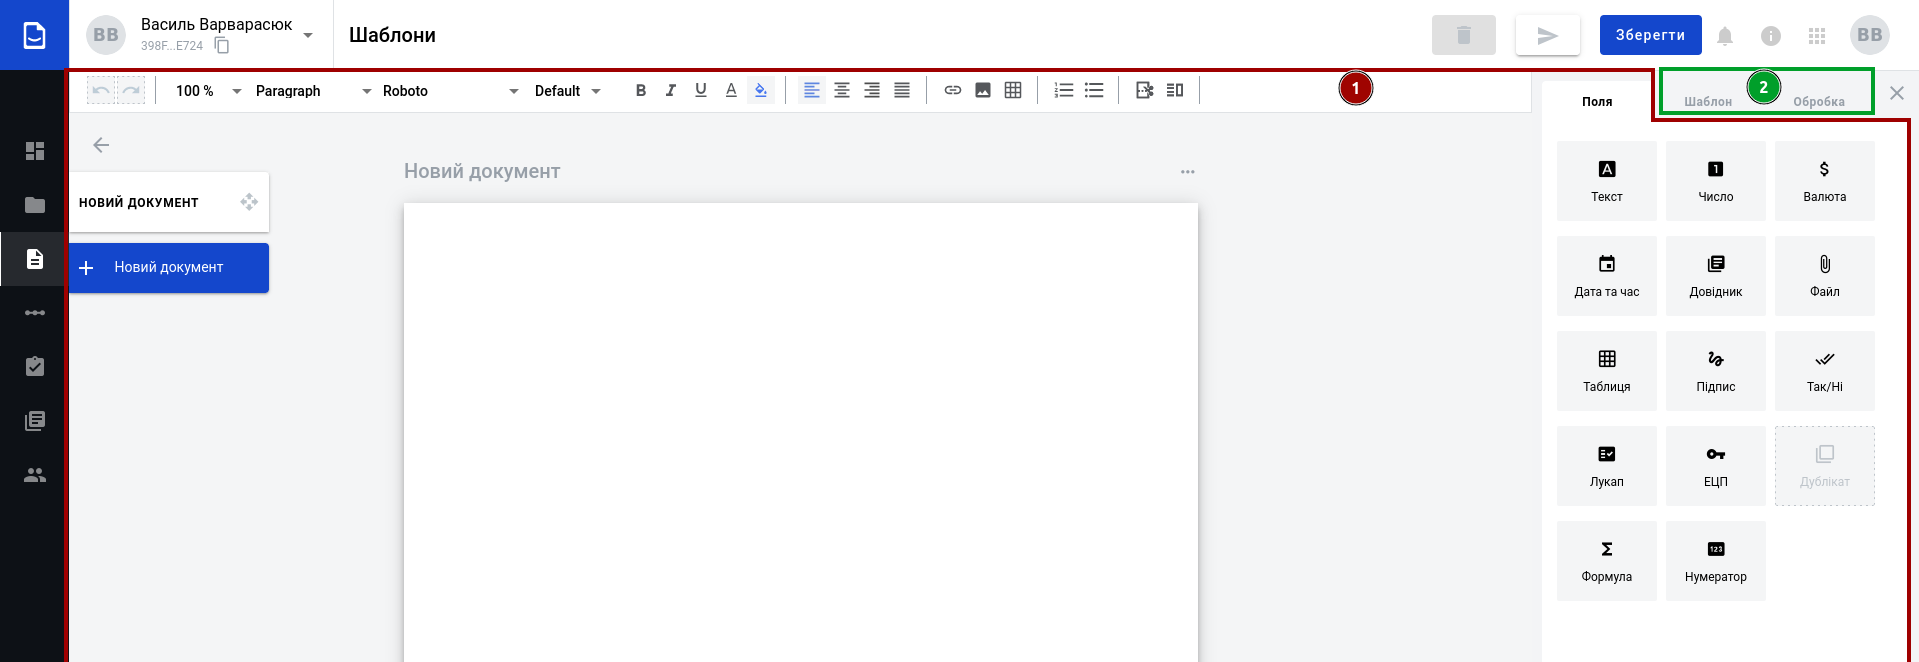 ВВ
Василь Варварасюк
398F...E724
Шаблони
Зберегти
ВВ
100 %
Paragraph
Roboto
Default
B
I
U
A
1
2
Поля
Шаблон
Обробка
Новий документ
НОВИЙ ДОКУМЕНТ
Новий документ
Текст
Число
Валюта
Дата та час
Довідник
Файл
Таблиця
Підпис
Так/Ні
Лукап
ЕЦП
Дублікат
Формула
Нумератор